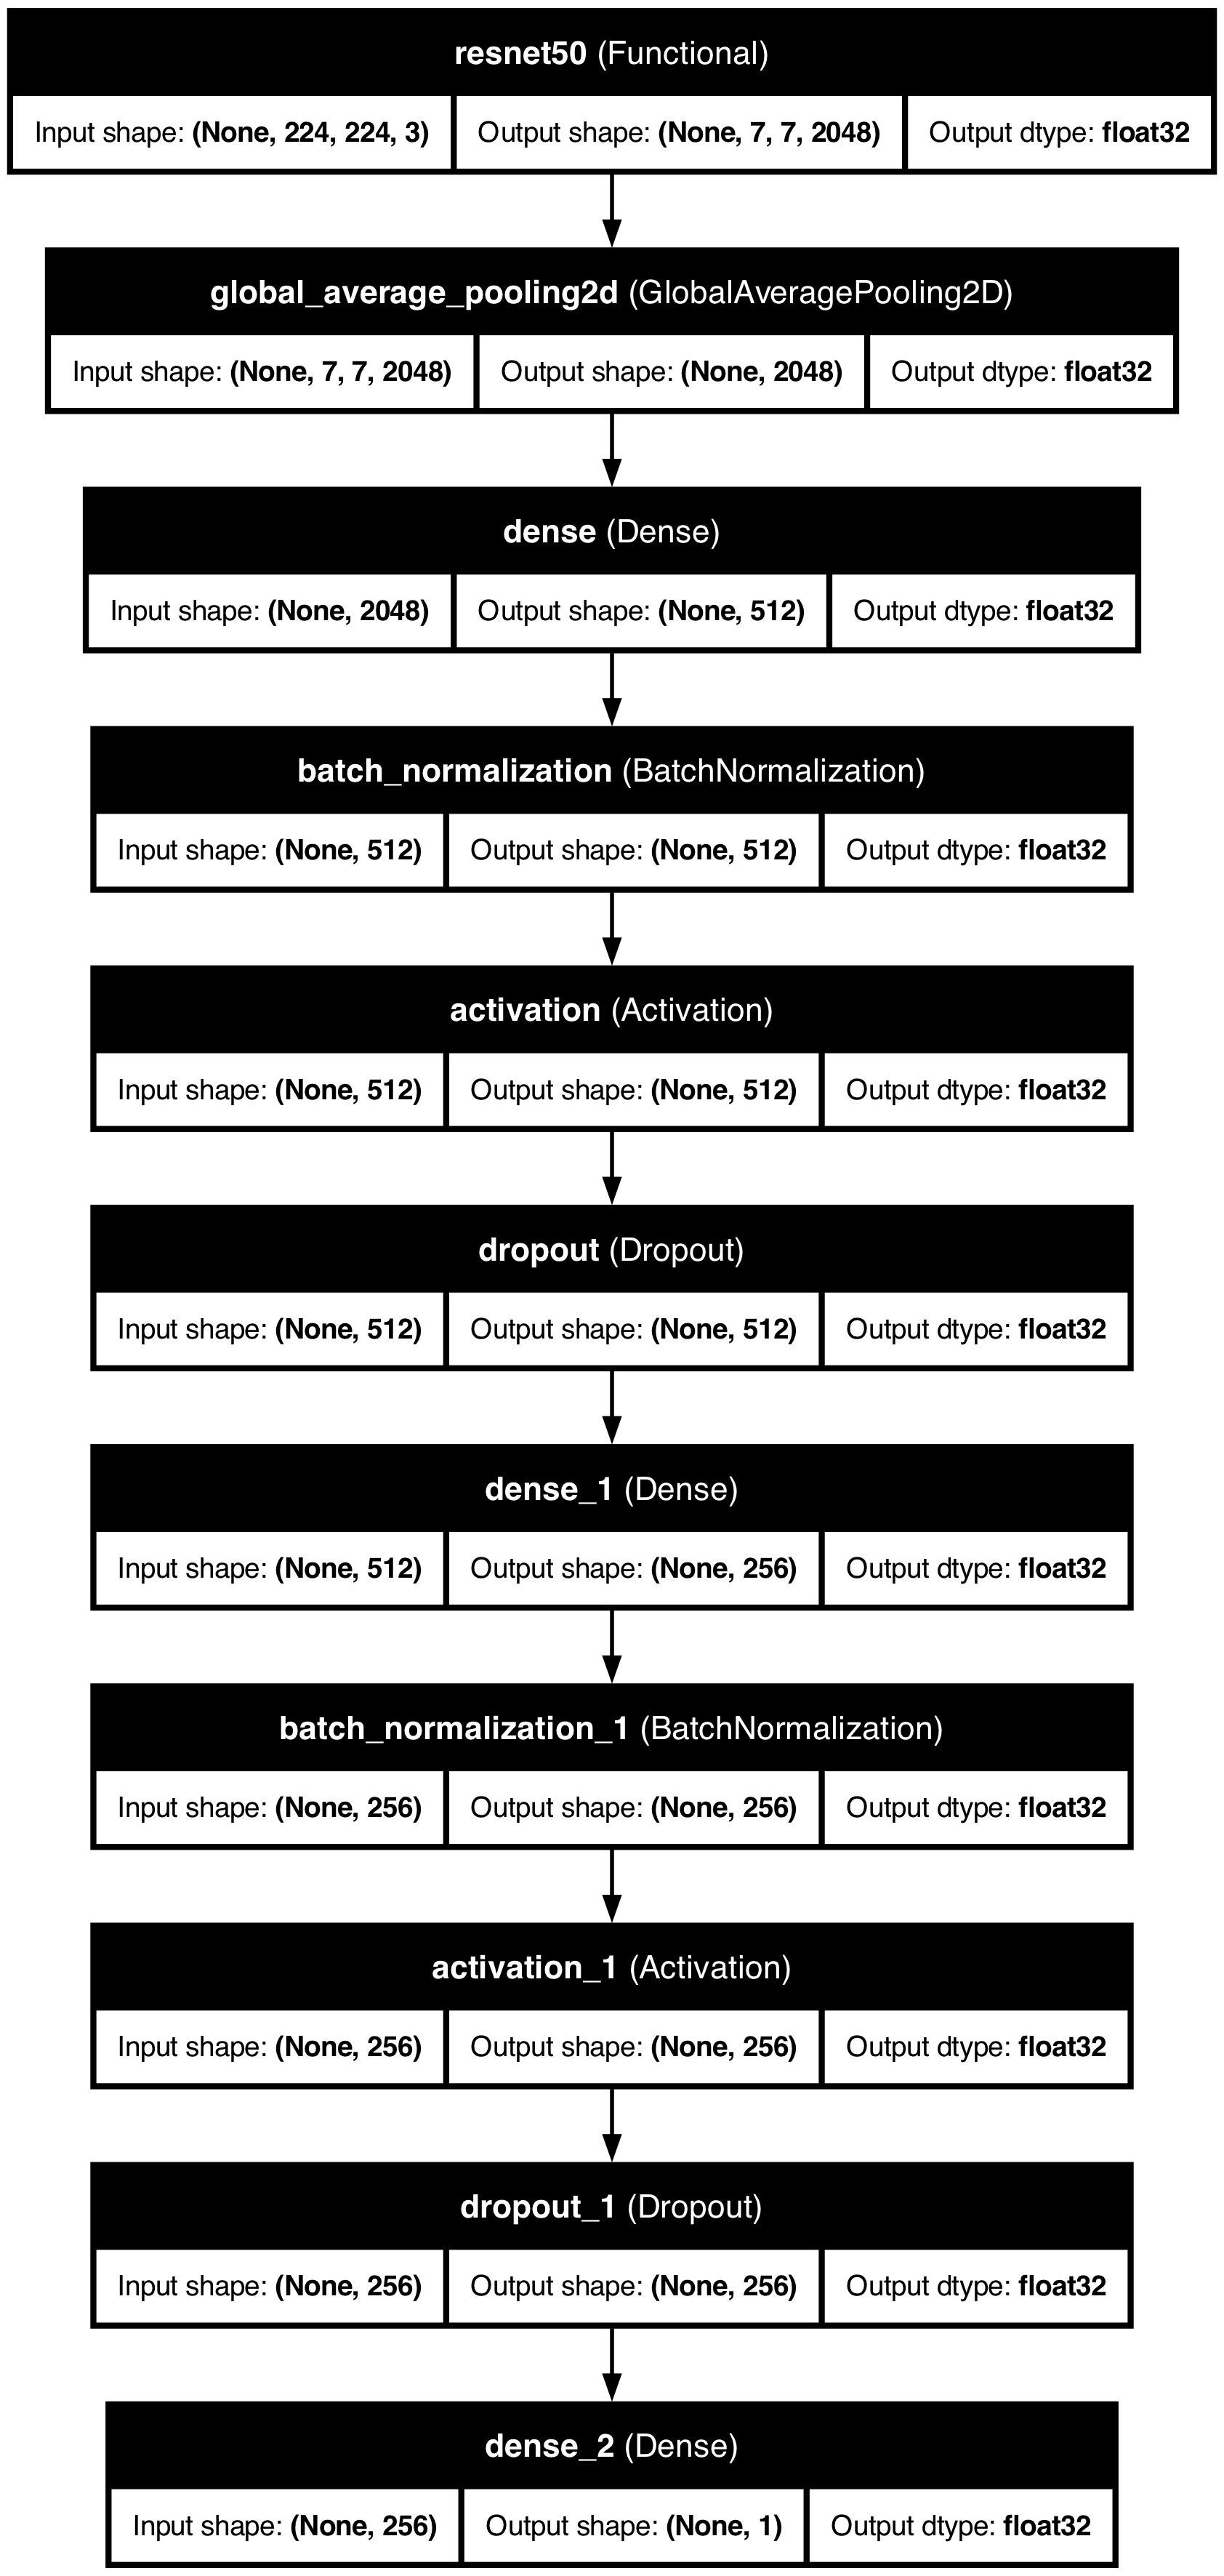 resnet50 (Functional)
Input shape: (None, 224, 224, 3) Output shape: (None, 7, 7, 2048) Output dtype: float32
global_average_pooling2d (GlobalAveragePooling2D)
Input shape: (None, 7, 7, 2048) Output shape: (None, 2048) Output dtype: float32
dense (Dense)
Input shape: (None, 2048) Output shape: (None, 512) Output dtype: float32
batch_normalization (BatchNormalization)
Input shape: (None, 512) Output shape: (None, 512) Output dtype: float32
activation (Activation)
Input shape: (None, 512) Output shape: (None, 512) Output dtype: float32
dropout (Dropout)
Input shape: (None, 512) Output shape: (None, 512) Output dtype: float32
dense_1 (Dense)
Input shape: (None, 512) Output shape: (None, 256) Output dtype: float32
batch_normalization_1 (BatchNormalization)
Input shape: (None, 256) Output shape: (None, 256) Output dtype: float32
activation_1 (Activation)
Input shape: (None, 256) Output shape: (None, 256) Output dtype: float32
dropout_1 (Dropout)
Input shape: (None, 256) Output shape: (None, 256) Output dtype: float32
dense_2 (Dense)
Input shape: (None, 256) Output shape: (None, 1) Output dtype: float32